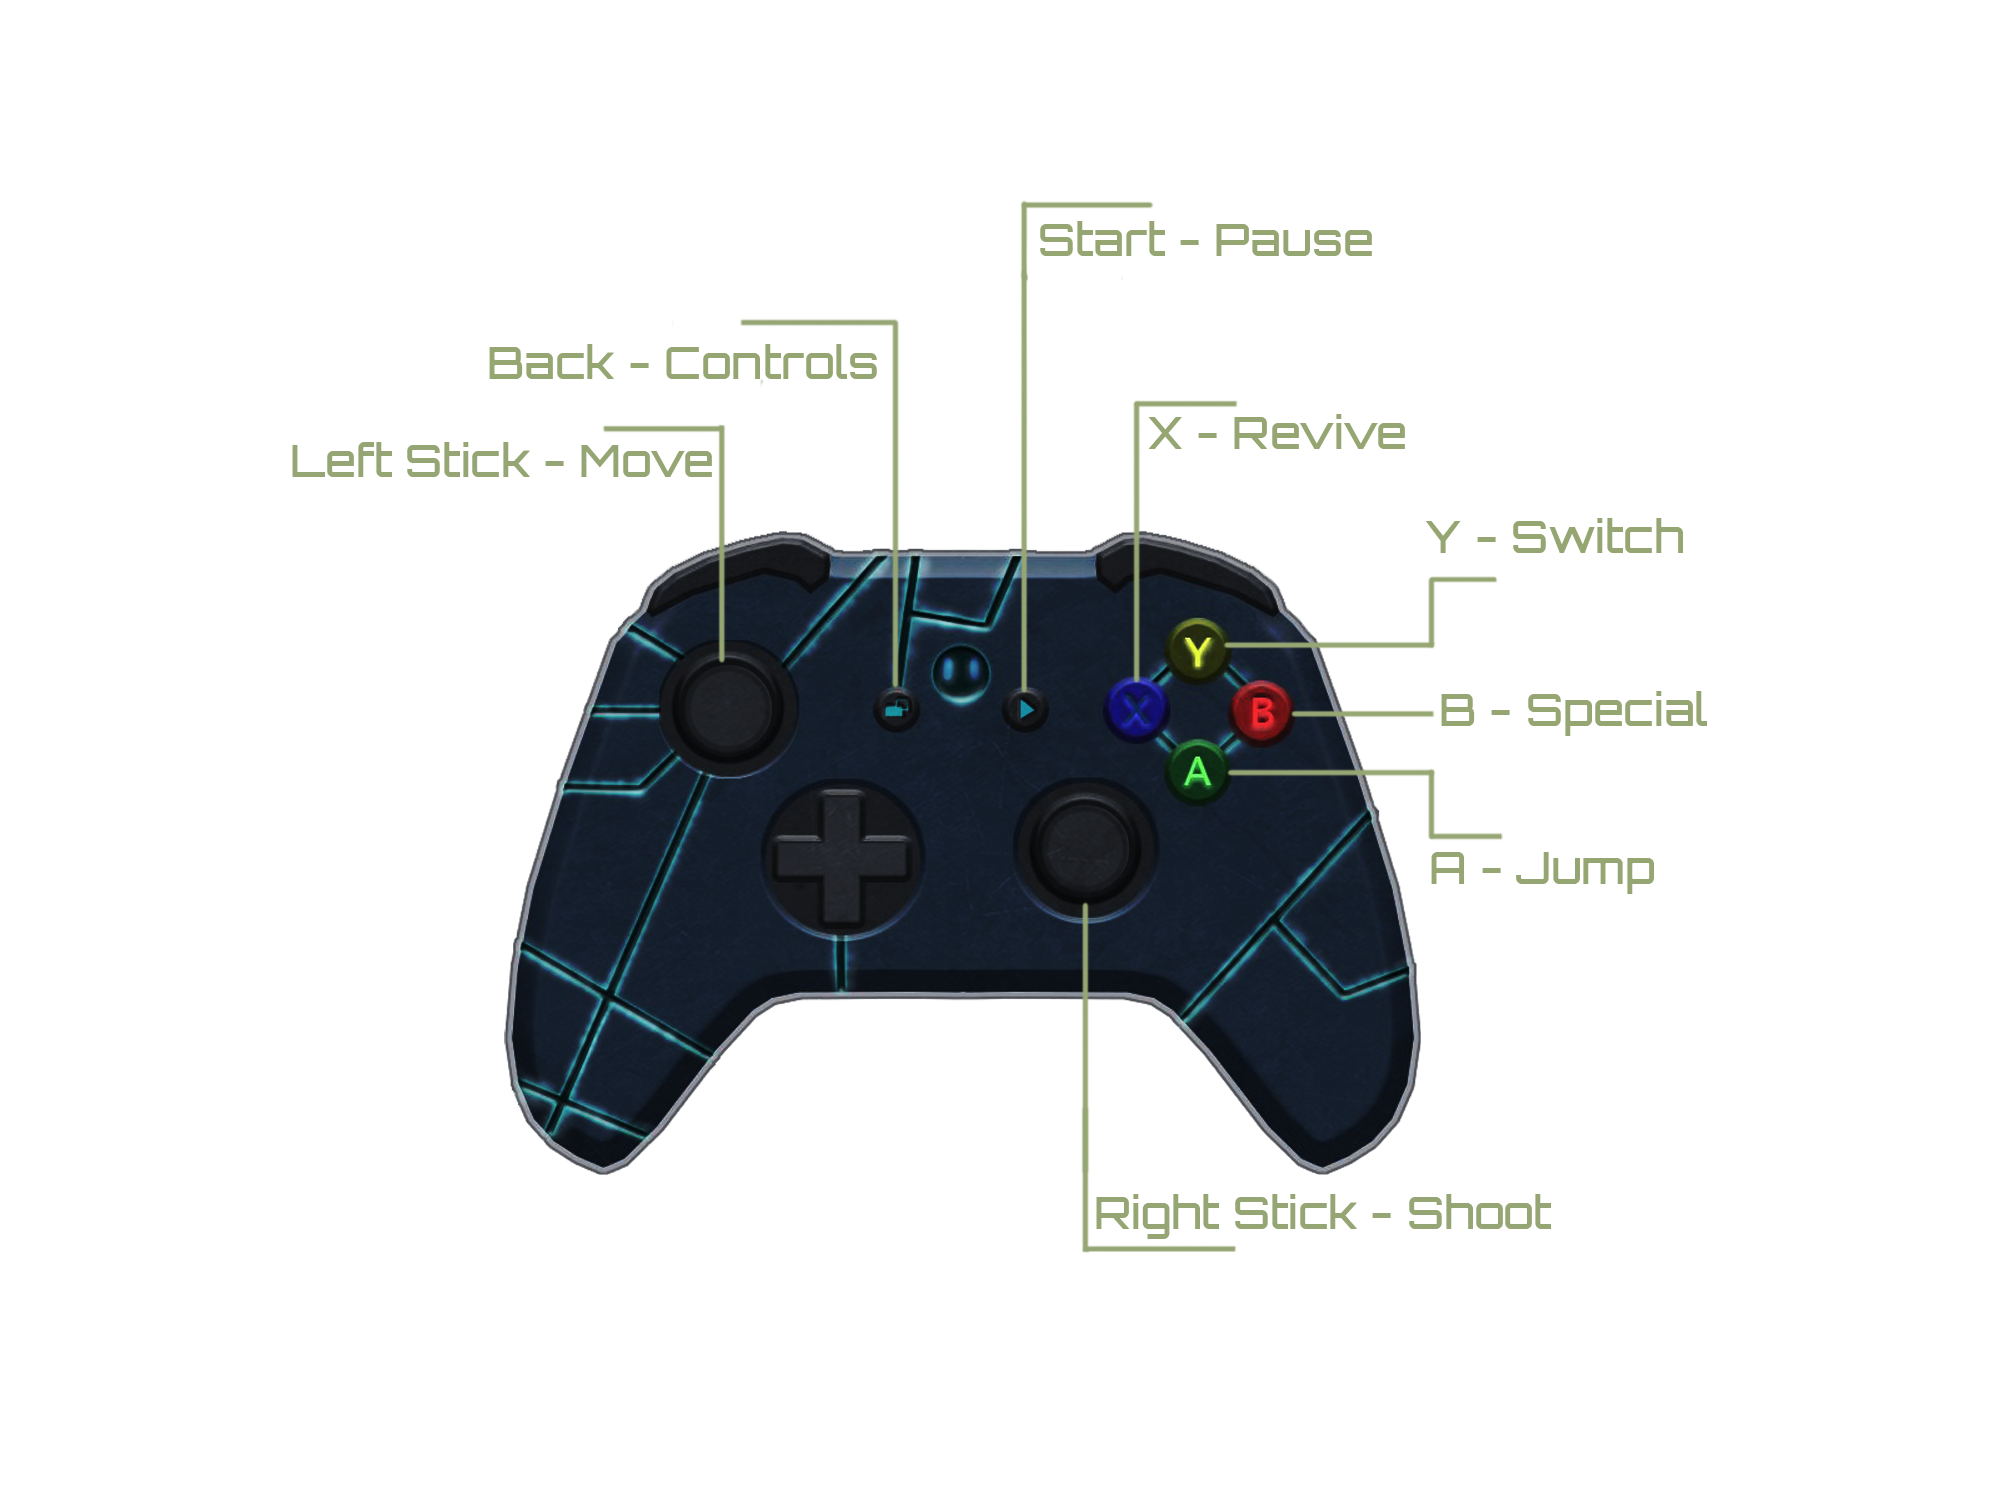 Start - Pause
Back - Controls
Left Stick - Move
X - Revive
Y - Switch
Y
X
B
B - Special
A
A - Jump
Right Stick - Shoot